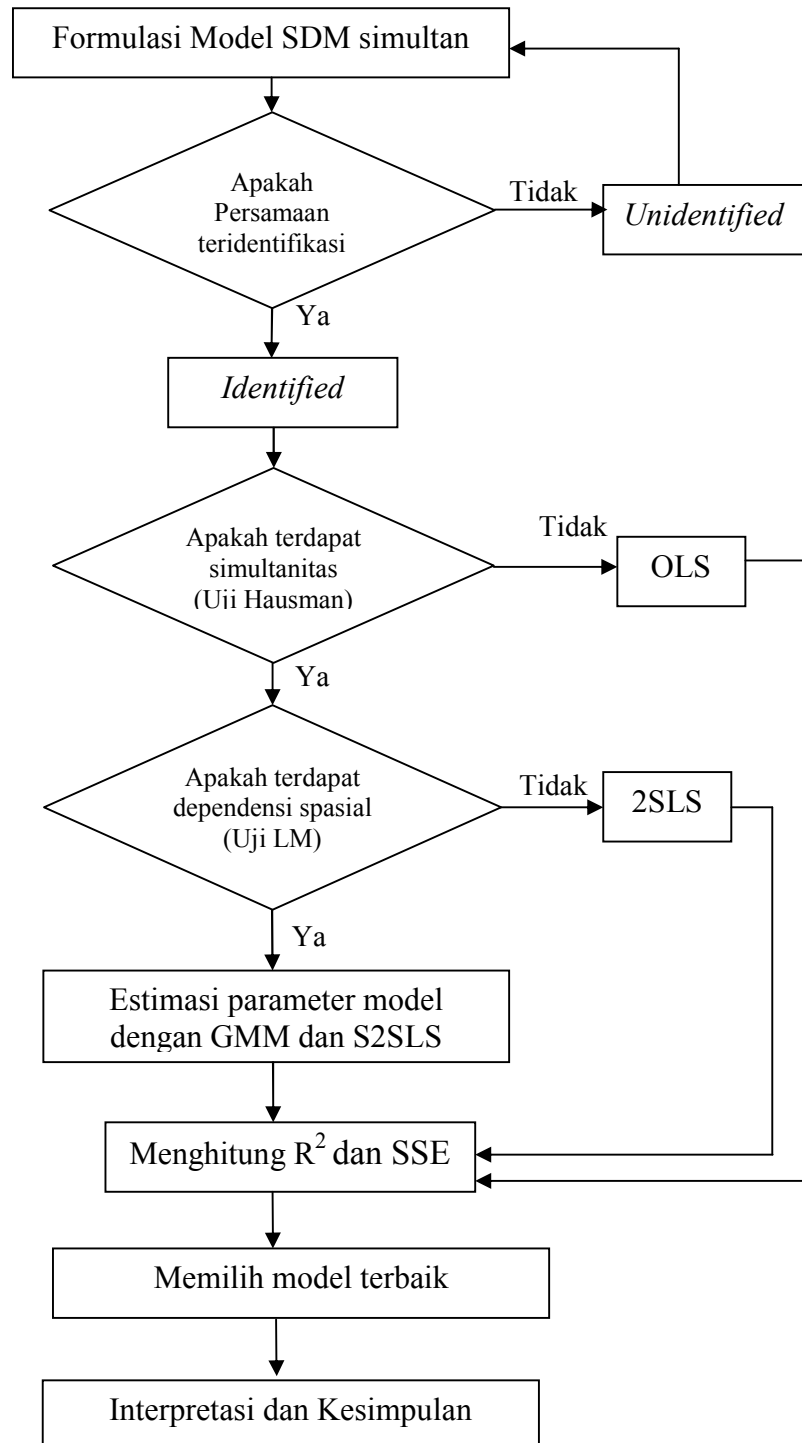 Formulasi Model SDM simultan
Apakah
Persamaan
teridentifikasi
Tidak
Unidentified
Ya
Identified
Apakah terdapat
simultanitas
(Uji Hausman)
Tidak
OLS
Ya
Apakah terdapat
dependensi spasial
(Uji LM)
Tidak
2SLS
Ya
Estimasi parameter model
dengan GMM dan S2SLS
Menghitung R² dan SSE
Memilih model terbaik
Interpretasi dan Kesimpulan